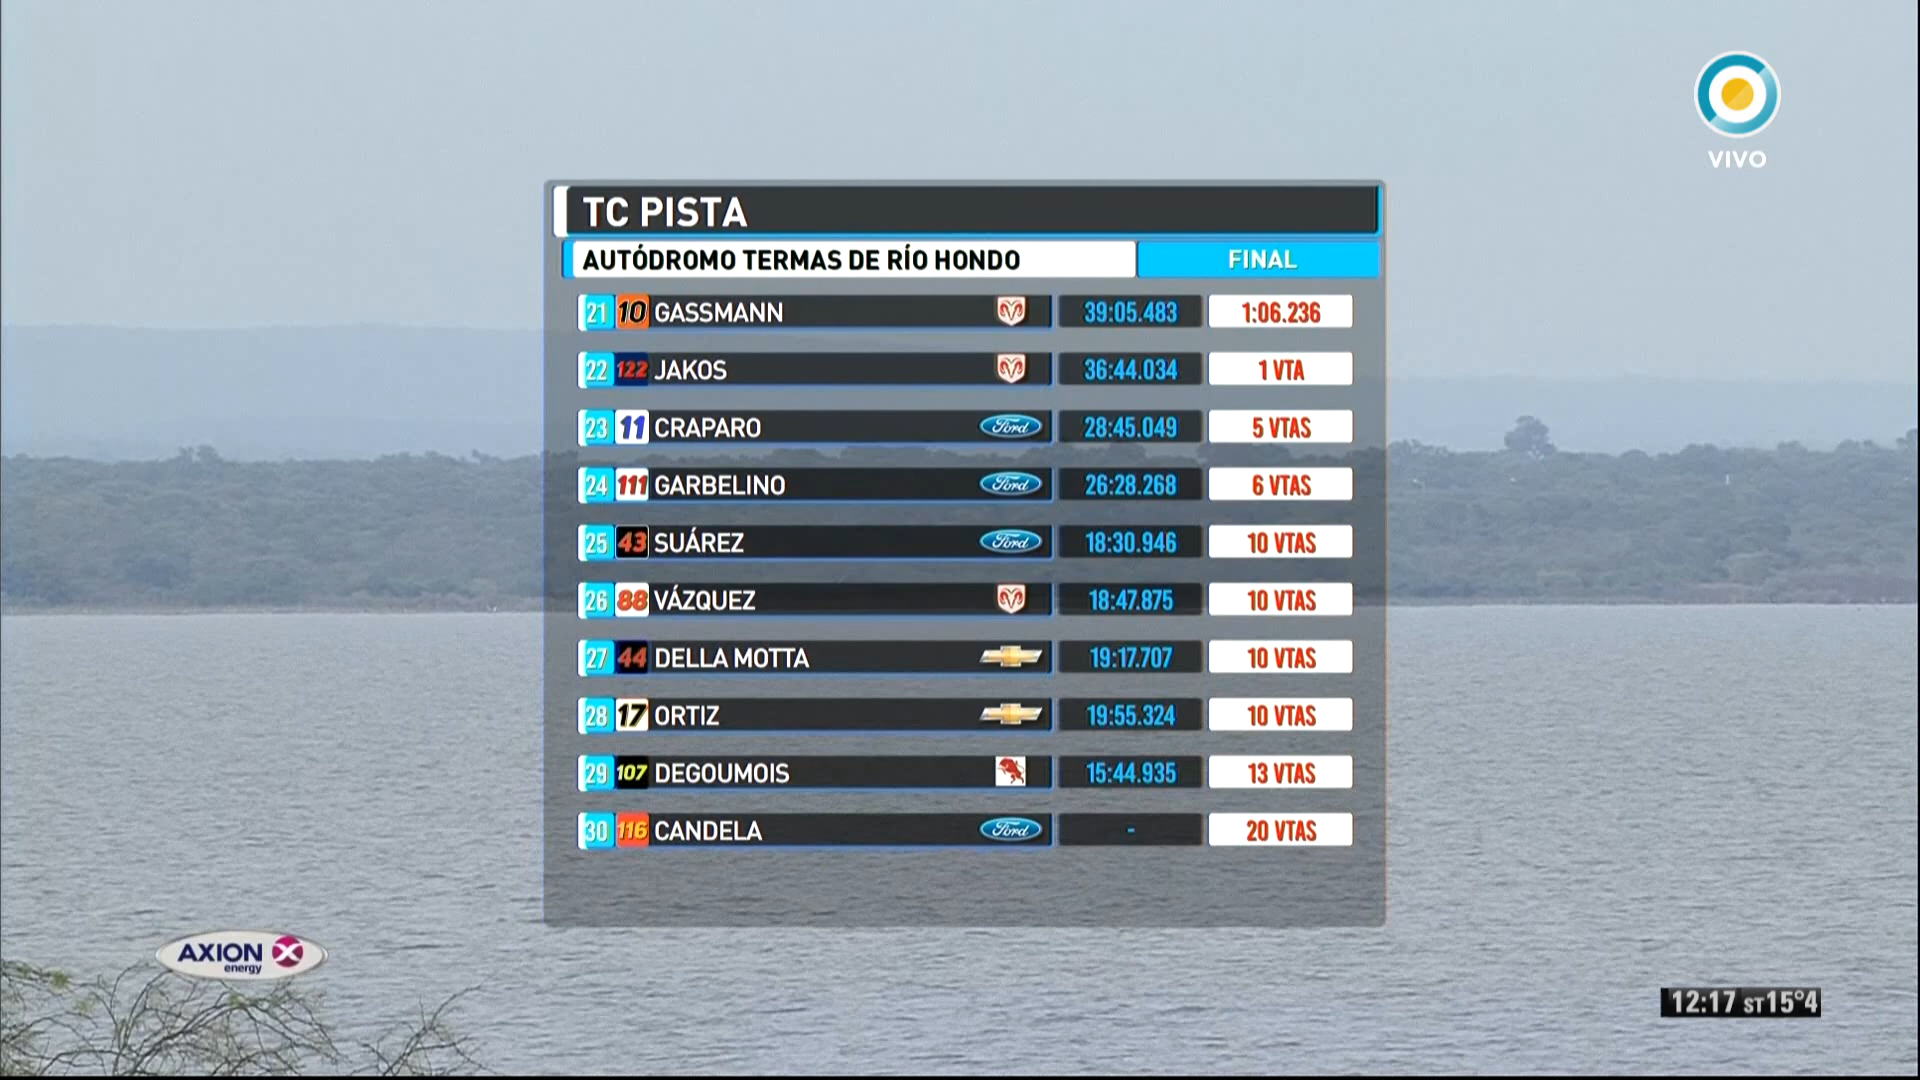 VIVO
TC PISTA
AUTÓDROMO TERMAS DE RÍO HONDO FINAL
21 10 GASSMANN 39:05.483 1:06.236
22 122 JAKOS 36:44.034 1 VTA
23 11 CRAPARO Ford 28:45.049 5 VTAS
24 111 GARBELINO Ford 26:28.268 6 VTAS
25 43 SUÁREZ Ford 18:30.946 10 VTAS
26 88 VÁZQUEZ 18:47.875 10 VTAS
27 44 DELLA MOTTA 19:17.707 10 VTAS
28 17 ORTIZ 19:55.324 10 VTAS
29 107 DEGOUMOIS 15:44.935 13 VTAS
30 116 CANDELA Ford - 20 VTAS
AXION X
energy
12:17 ST 15°4